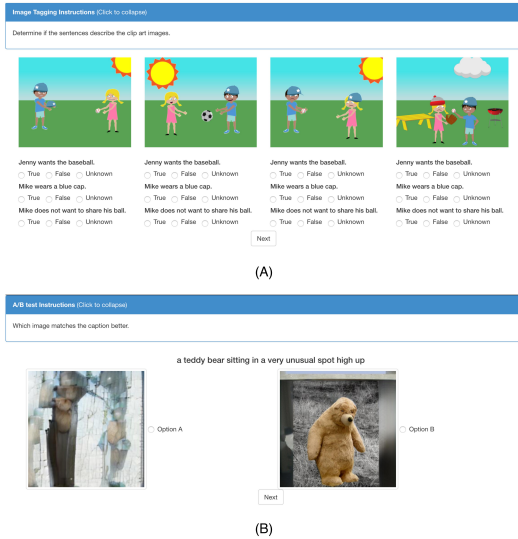 Image Tagging Instructions (Click to collapse)
Determine if the sentences describe the clip art images.
Jenny wants the baseball. Jenny wants the baseball. Jenny wants the baseball. Jenny wants the baseball.
True False Unknown True False Unknown True False Unknown True False Unknown
Mike wears a blue cap. Mike wears a blue cap. Mike wears a blue cap. Mike wears a blue cap.
True False Unknown True False Unknown True False Unknown True False Unknown
Mike does not want to share his ball. Mike does not want to share his ball. Mike does not want to share his ball. Mike does not want to share his ball.
True False Unknown True False Unknown True False Unknown True False Unknown
Next
(A)
A/B test Instructions (Click to collapse)
Which image matches the caption better.
a teddy bear sitting in a very unusual spot high up
Option A Option B
Next
(B)